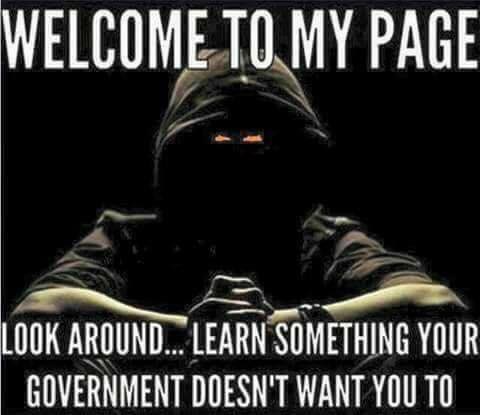 WELCOME TO MY PAGE
LOOK AROUND... LEARN SOMETHING YOUR
GOVERNMENT DOESN'T WANT YOU TO